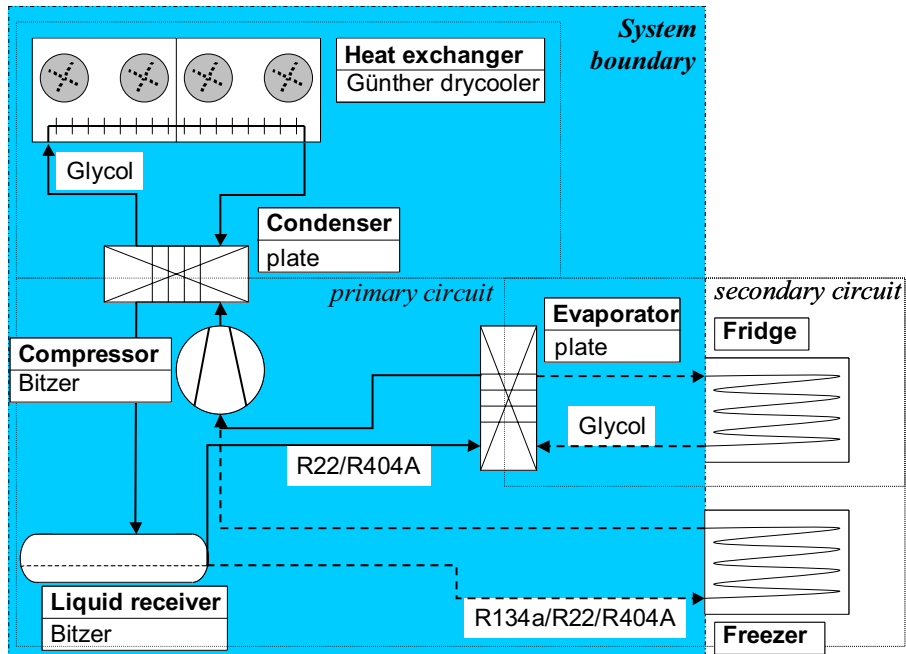 System
boundary
Heat exchanger
Günther drycooler
Glycol
Condenser
plate
primary circuit
secondary circuit
Evaporator
plate
Fridge
Compressor
Bitzer
Glycol
R22/R404A
Liquid receiver
Bitzer
R134a/R22/R404A
Freezer